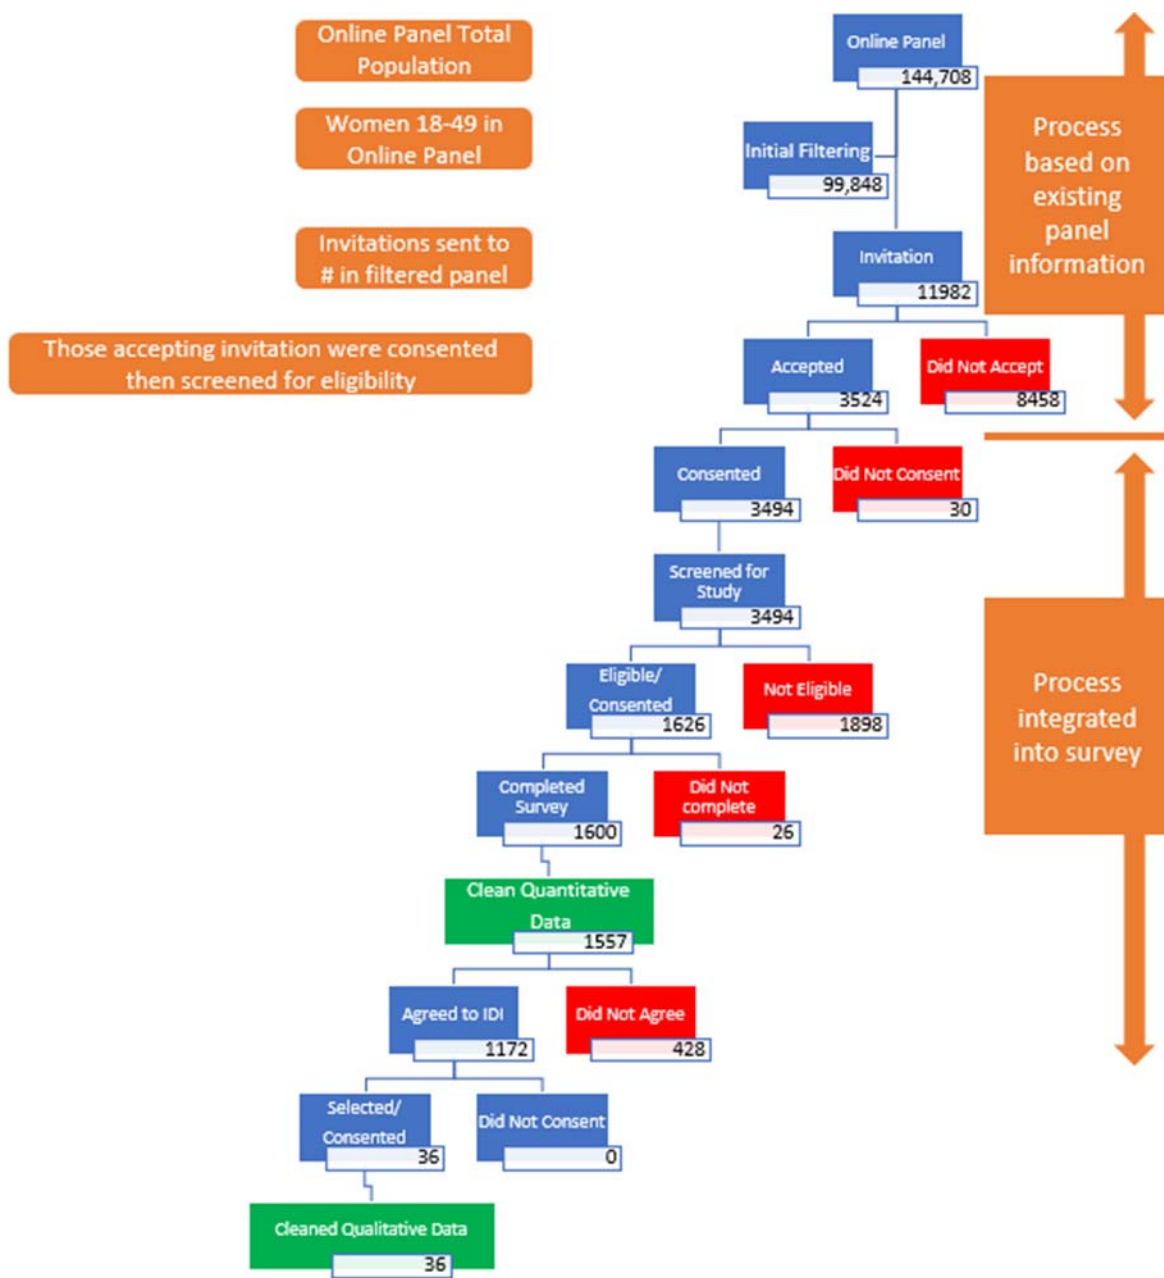 Online Panel Total
Population
Online Panel
144,708
Women 18-49 in
Online Panel
Initial Filtering
99,848
Process
based on
existing
panel
information
Invitations sent to
# in filtered panel
Invitation
11982
Those accepting invitation were consented
then screened for eligibility
Accepted
3524
Did Not Accept
8458
Consented
3494
Did Not Consent
30
Screened for
Study
3494
Eligible/
Consented
1626
Not Eligible
1898
Process
integrated
into survey
Completed
Survey
1600
Did Not
complete
26
Clean Quantitative
Data
1557
Agreed to IDI
1172
Did Not Agree
428
Selected/
Consented
36
Did Not Consent
0
Cleaned Qualitative Data
36